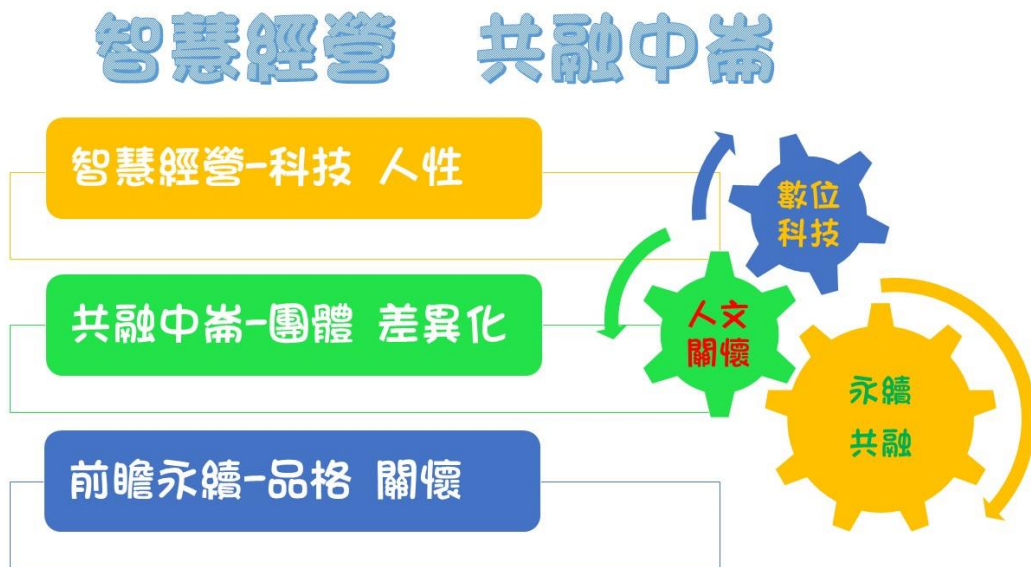 智慧經營 共融中崙
智慧經營-科技 人性
共融中崙-團體 差異化
前瞻永續-品格 關懷
數位
科技
人文
關懷
永續
共融